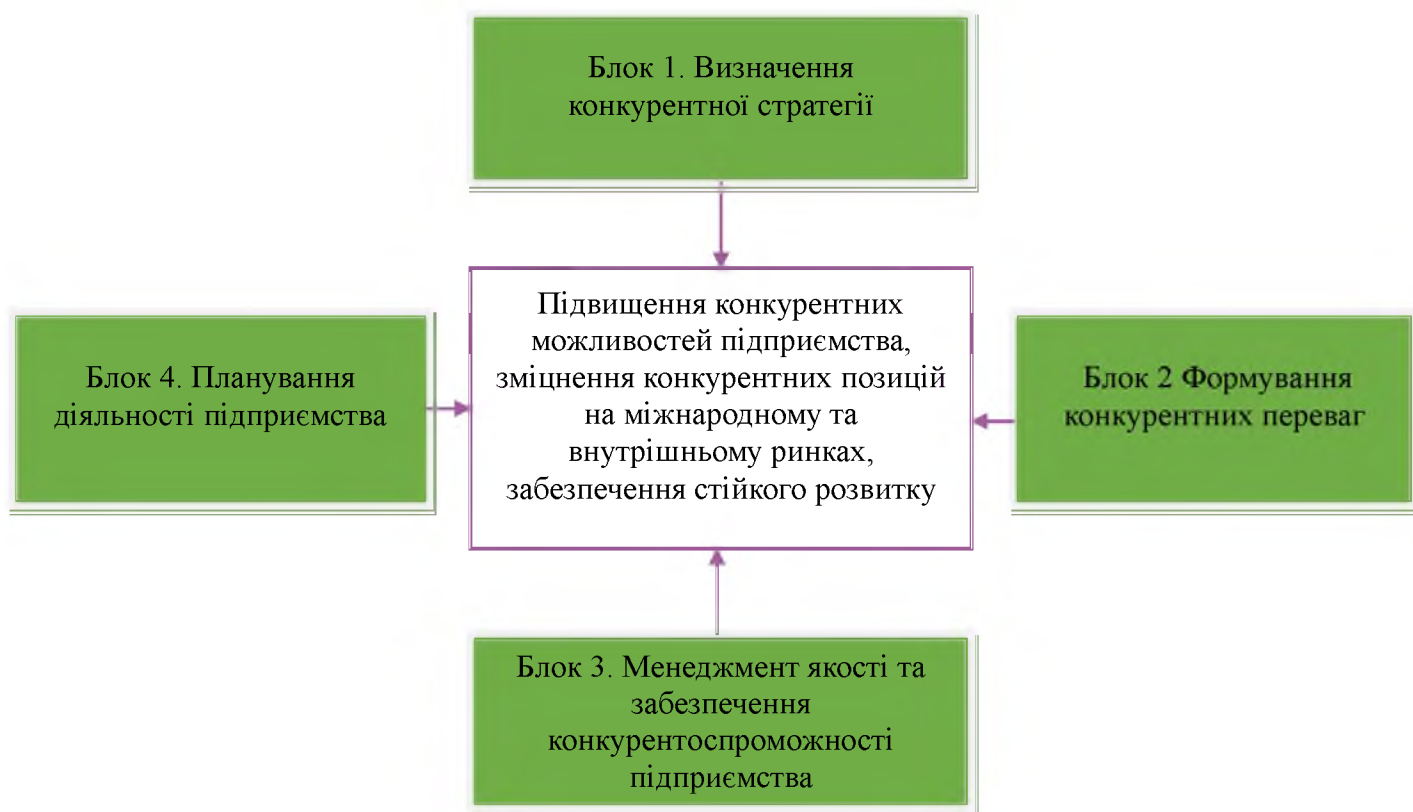 Блок 1. Визначення
конкурентної стратегії
Підвищення конкурентних
можливостей підприємства,
зміцнення конкурентних позицій
на міжнародному та
внутрішньому ринках,
забезпечення стійкого розвитку
Блок 4. Планування
діяльності підприємства
Блок 2 Формування
конкурентних переваг
Блок 3. Менеджмент якості та
забезпечення
конкурентоспроможності
підприємства